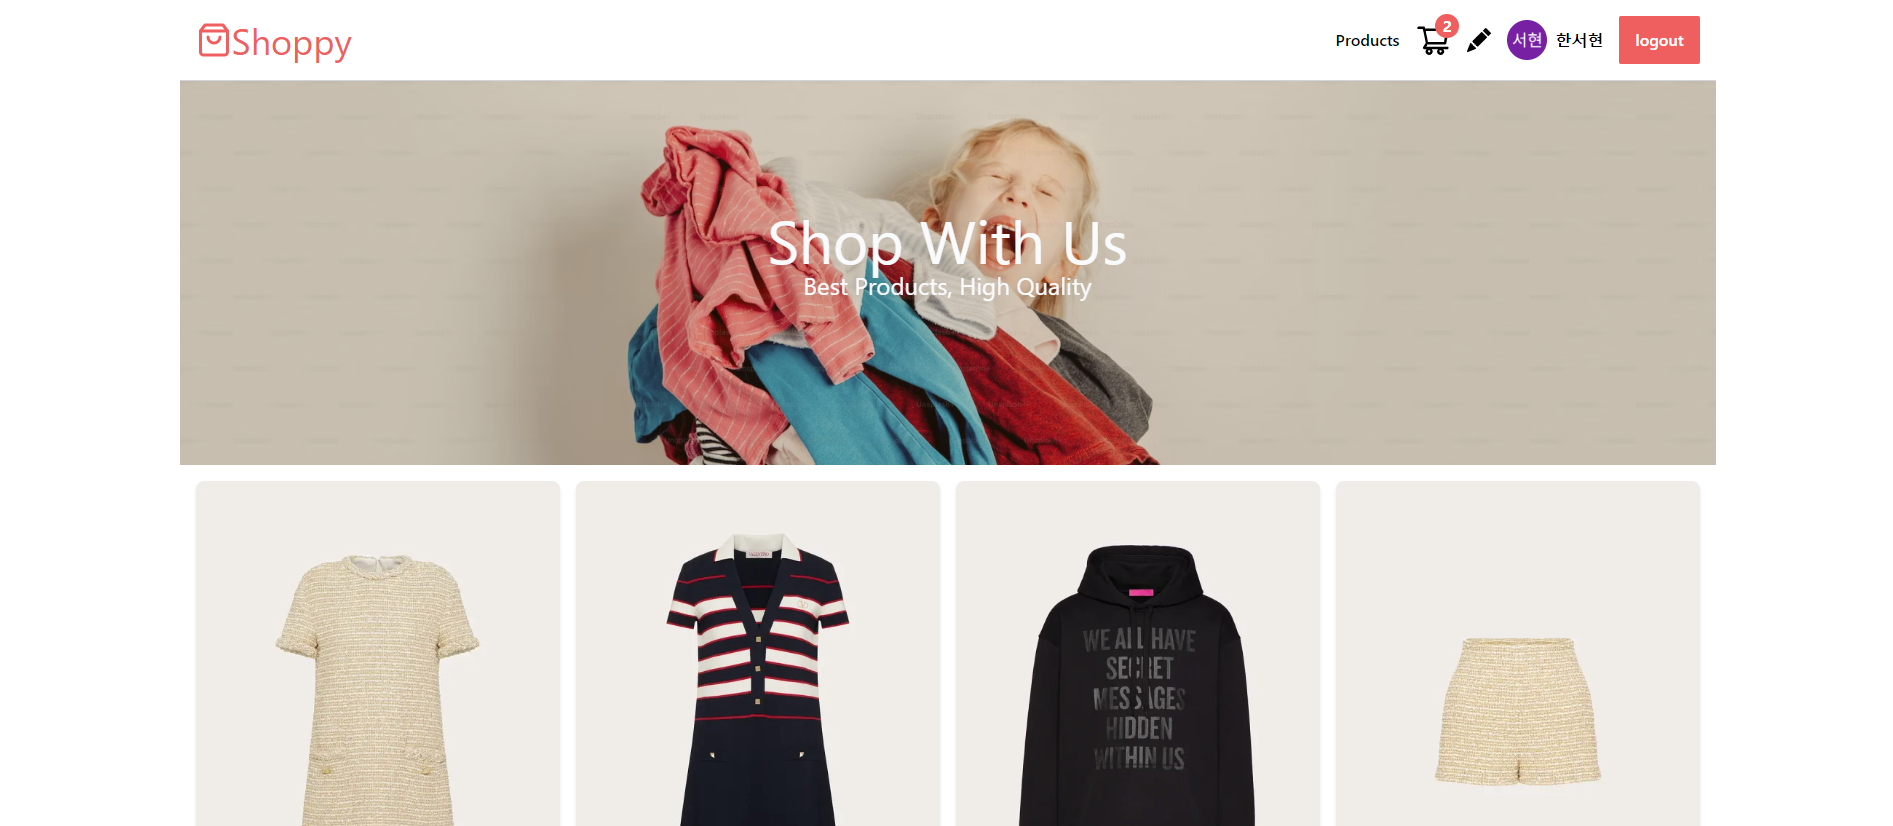 Shoppy
Products
2
서현
한서현
logout
Shop With Us
Best Products, High Quality
WE ALL HAVE
SECRET
MESSAGES
HIDDEN
WITHIN US